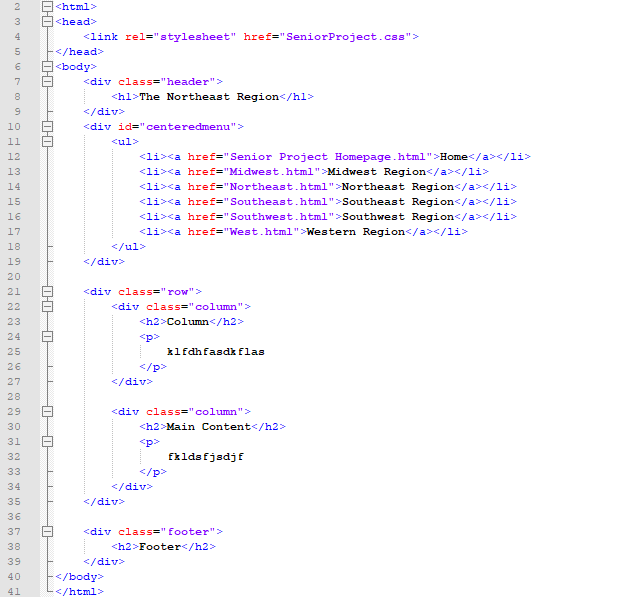 2 <html>
3 <head>
4 <link rel="stylesheet" href="SeniorProject.css">
5 </head>
6 <body>
7 <div class="header">
8 <h1>The Northeast Region</h1>
9 </div>
10 <div id="centeredmenu">
11 <ul>
12 <li><a href="Senior Project Homepage.html">Home</a></li>
13 <li><a href="Midwest.html">Midwest Region</a></li>
14 <li><a href="Northeast.html">Northeast Region</a></li>
15 <li><a href="Southeast.html">Southeast Region</a></li>
16 <li><a href="Southwest.html">Southwest Region</a></li>
17 <li><a href="West.html">Western Region</a></li>
18 </ul>
19 </div>
20
21 <div class="row">
22 <div class="column">
23 <h2>Column</h2>
24 <p>
25 klfdhfasdkflas
26 </p>
27 </div>
28
29 <div class="column">
30 <h2>Main Content</h2>
31 <p>
32 fkldsfjsdjf
33 </p>
34 </div>
35 </div>
36
37 <div class="footer">
38 <h2>Footer</h2>
39 </div>
40 </body>
41 </html>